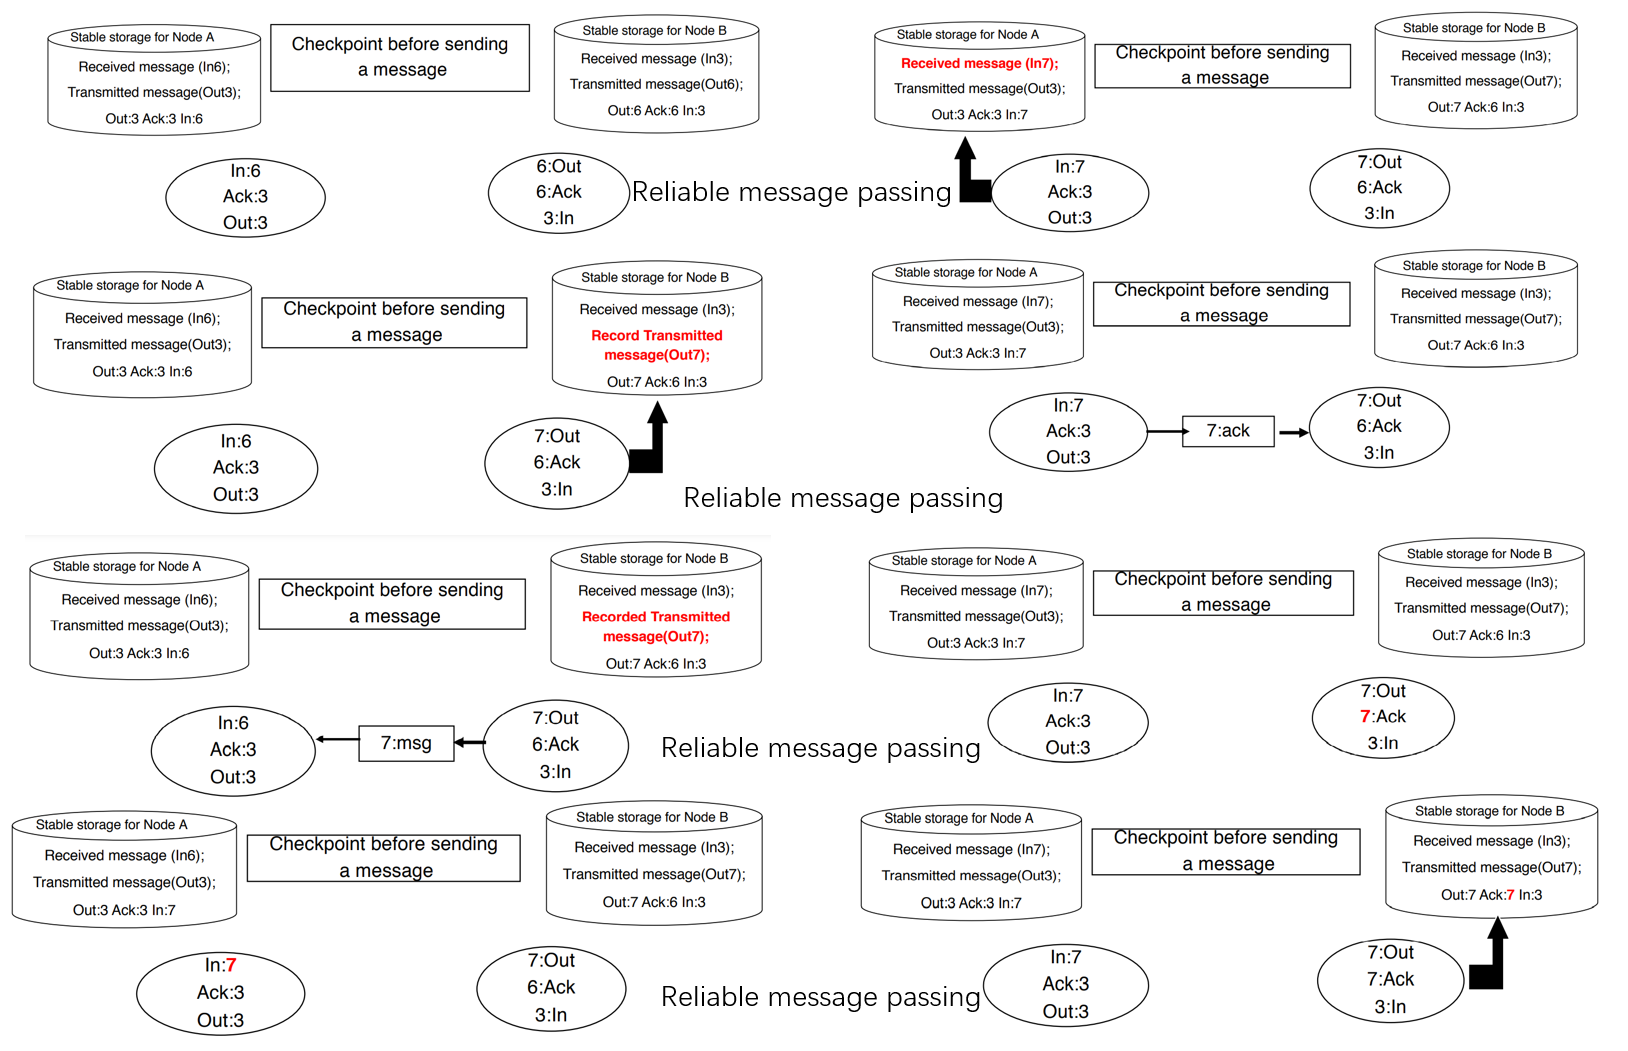 Stable storage for Node A
Received message (In6);
Transmitted message(Out3);
Out:3 Ack:3 In:6
Checkpoint before sending
a message
Stable storage for Node B
Received message (In3);
Transmitted message(Out6);
Out:6 Ack:6 In:3
In:6
Ack:3
Out:3
6:Out
6:Ack
3:In
Reliable message passing
Stable storage for Node A
Received message (In7);
Transmitted message(Out3);
Out:3 Ack:3 In:7
Checkpoint before sending
a message
Stable storage for Node B
Received message (In3);
Transmitted message(Out7);
Out:7 Ack:6 In:3
In:7
Ack:3
Out:3
7:Out
6:Ack
3:In
Stable storage for Node A
Received message (In6);
Transmitted message(Out3);
Out:3 Ack:3 In:6
Checkpoint before sending
a message
Stable storage for Node B
Received message (In3);
Record Transmitted
message(Out7);
Out:7 Ack:6 In:3
In:6
Ack:3
Out:3
7:Out
6:Ack
3:In
Reliable message passing
Stable storage for Node A
Received message (In7);
Transmitted message(Out3);
Out:3 Ack:3 In:7
Checkpoint before sending
a message
Stable storage for Node B
Received message (In3);
Transmitted message(Out7);
Out:7 Ack:6 In:3
In:7
Ack:3
Out:3
7:ack
7:Out
6:Ack
3:In
Stable storage for Node A
Received message (In6);
Transmitted message(Out3);
Out:3 Ack:3 In:6
Checkpoint before sending
a message
Stable storage for Node B
Received message (In3);
Recorded Transmitted
message(Out7);
Out:7 Ack:6 In:3
In:6
Ack:3
Out:3
7:msg
7:Out
6:Ack
3:In
Reliable message passing
Stable storage for Node A
Received message (In7);
Transmitted message(Out3);
Out:3 Ack:3 In:7
Checkpoint before sending
a message
Stable storage for Node B
Received message (In3);
Transmitted message(Out7);
Out:7 Ack:6 In:3
In:7
Ack:3
Out:3
7:Out
7:Ack
3:In
Stable storage for Node A
Received message (In6);
Transmitted message(Out3);
Out:3 Ack:3 In:7
Checkpoint before sending
a message
Stable storage for Node B
Received message (In3);
Transmitted message(Out7);
Out:7 Ack:6 In:3
In:7
Ack:3
Out:3
7:Out
6:Ack
3:In
Reliable message passing
Stable storage for Node A
Received message (In7);
Transmitted message(Out3);
Out:3 Ack:3 In:7
Checkpoint before sending
a message
Stable storage for Node B
Received message (In3);
Transmitted message(Out7);
Out:7 Ack:7 In:3
In:7
Ack:3
Out:3
7:Out
7:Ack
3:In